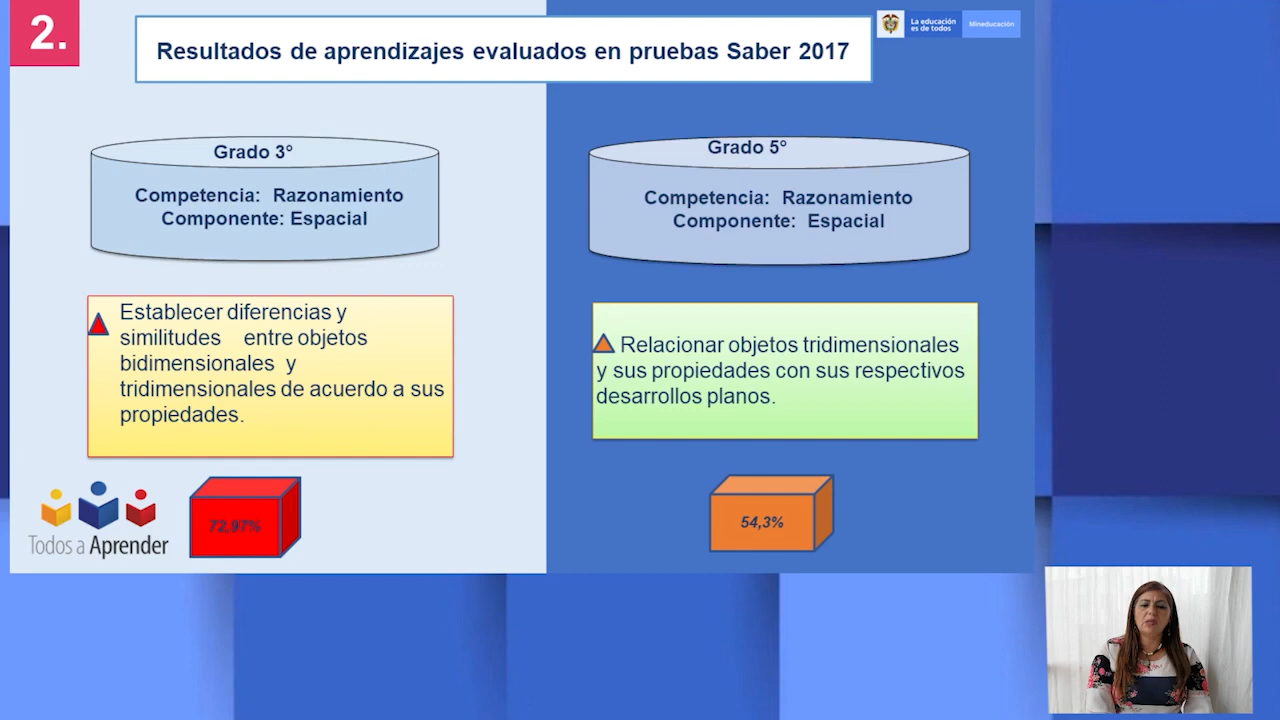 2.
Resultados de aprendizajes evaluados en pruebas Saber 2017
La educación
es de todos
Mineducación
Grado 3°
Competencia: Razonamiento
Componente: Espacial
Establecer diferencias y
similitudes entre objetos
bidimensionales y
tridimensionales de acuerdo a sus
propiedades.
72,97%
Todos a Aprender
Grado 5°
Competencia: Razonamiento
Componente: Espacial
Relacionar objetos tridimensionales
y sus propiedades con sus respectivos
desarrollos planos.
54,3%